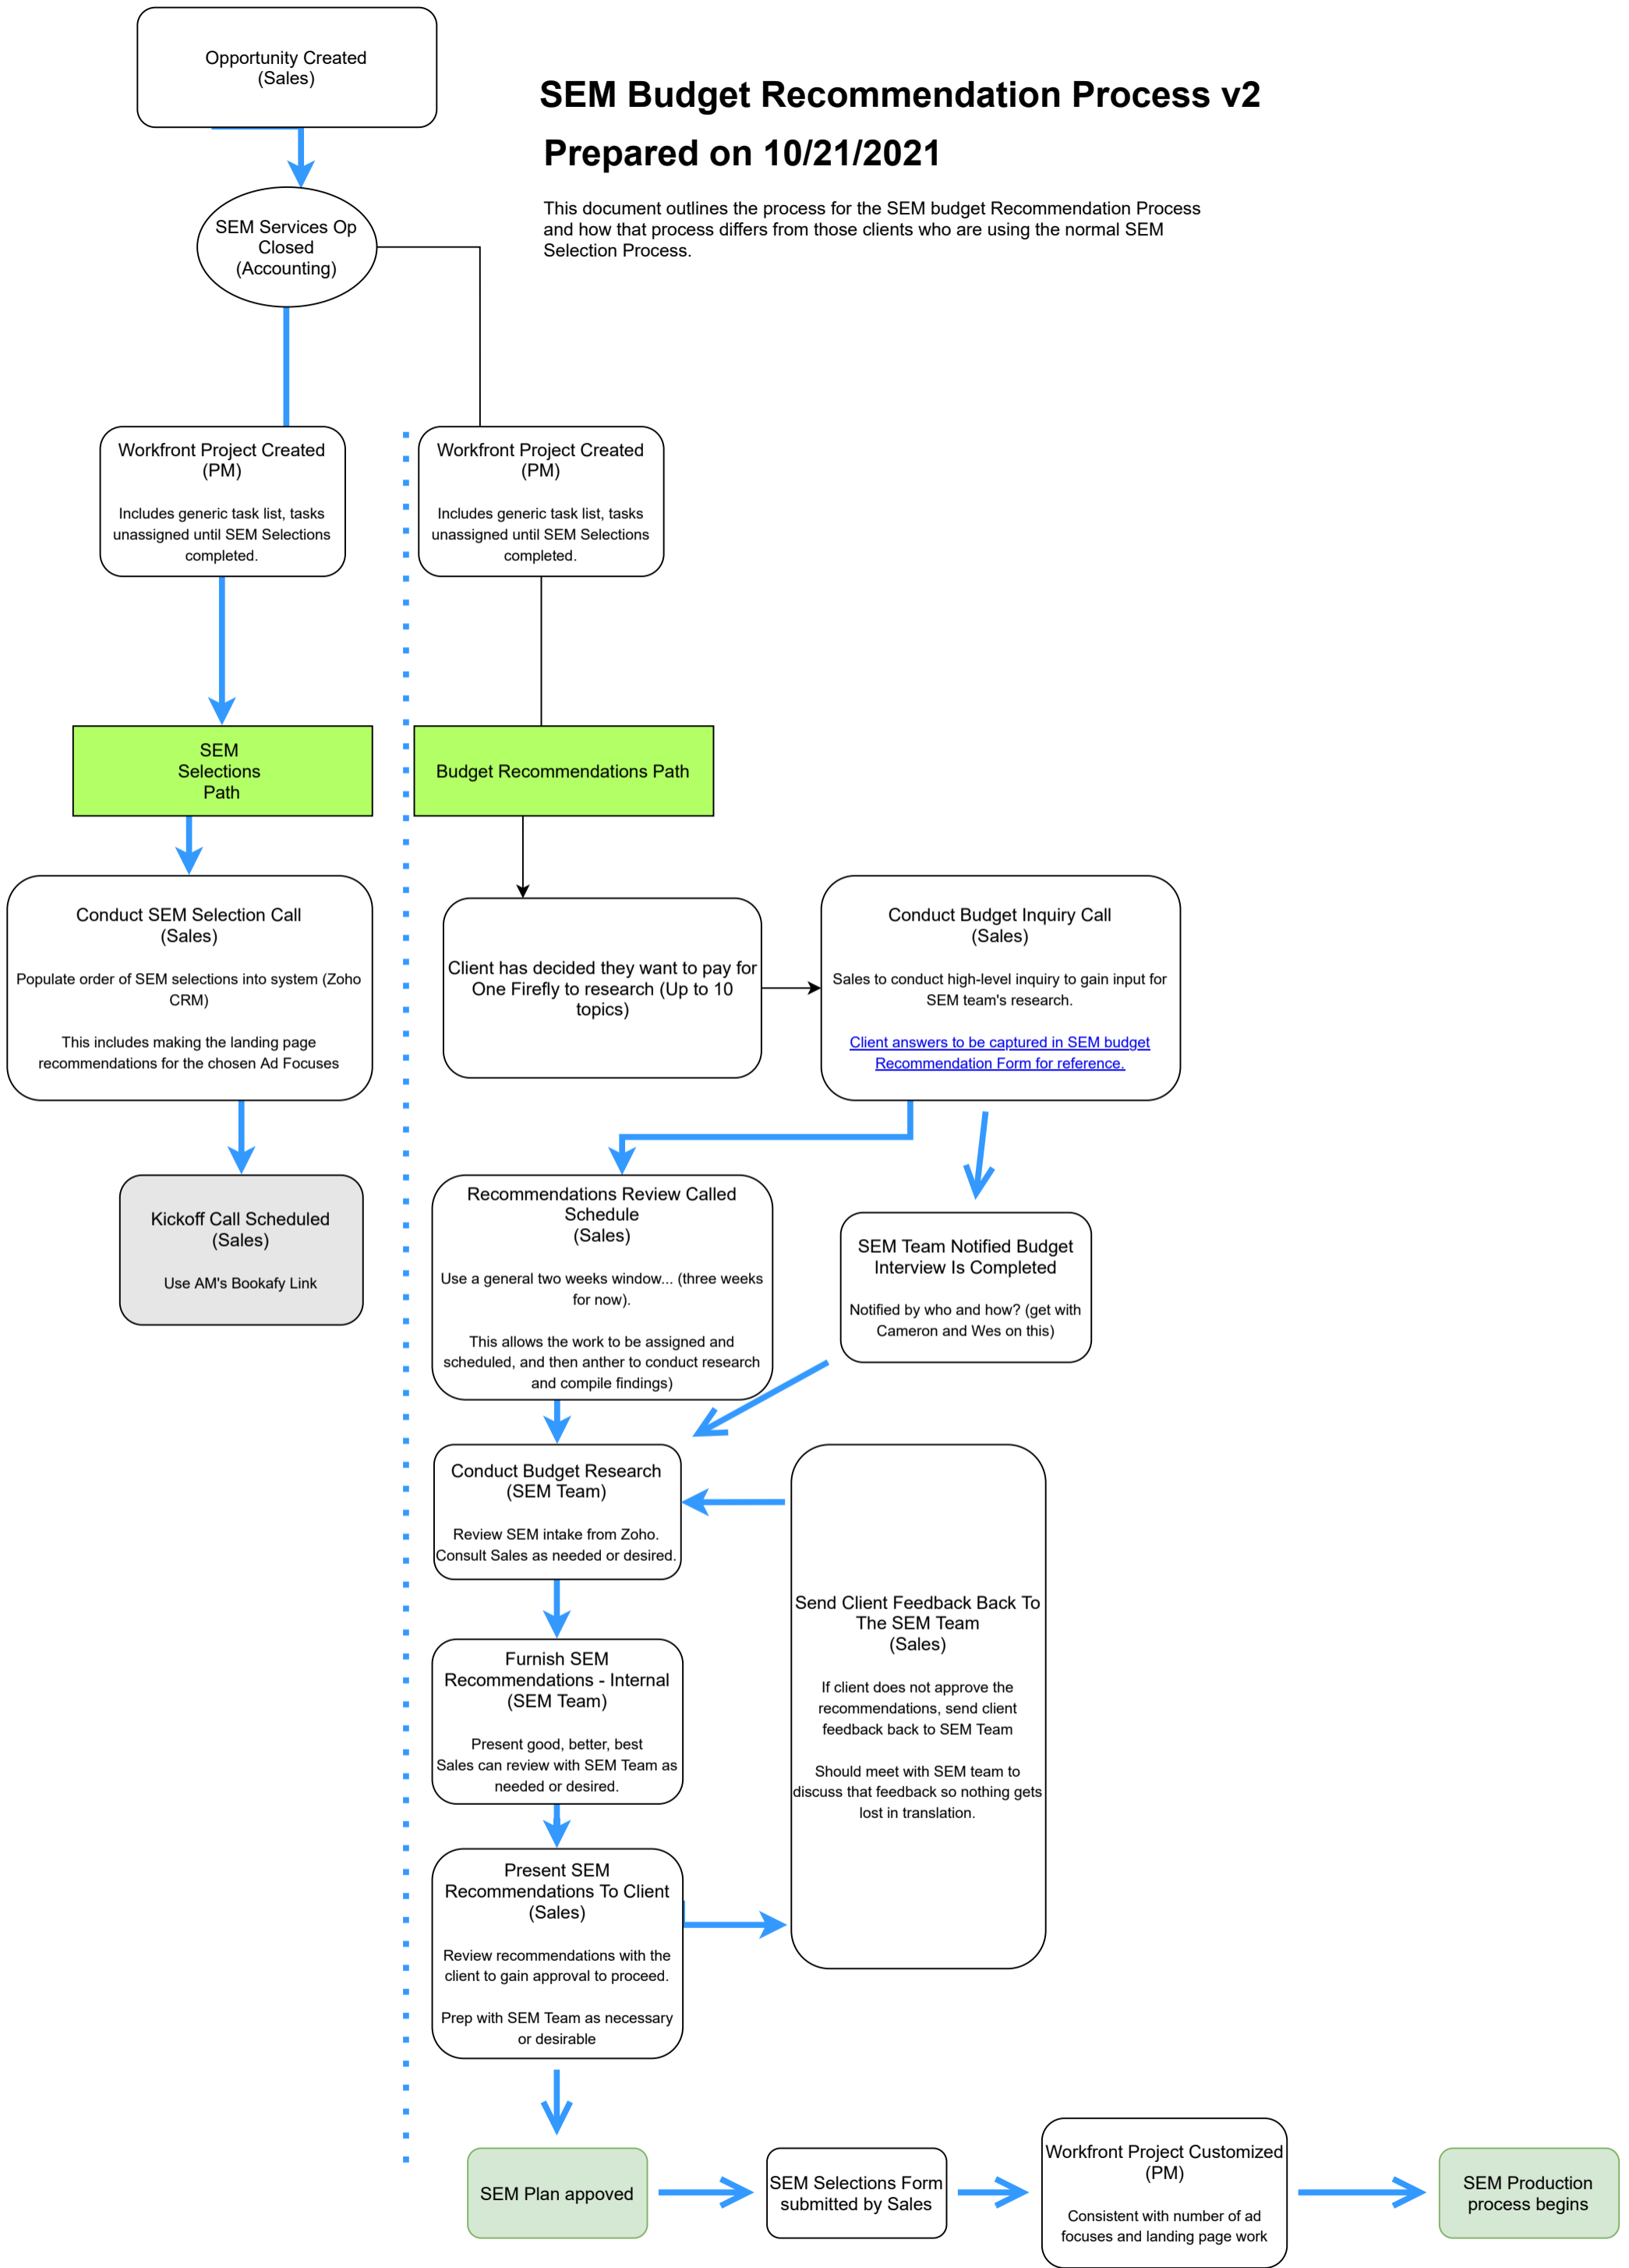 Opportunity Created
(Sales)
SEM Budget Recommendation Process v2
Prepared on 10/21/2021
This document outlines the process for the SEM budget Recommendation Process
and how that process differs from those clients who are using the normal SEM
Selection Process.
SEM Services Op
Closed
(Accounting)
Workfront Project Created
(PM)
Includes generic task list, tasks
unassigned until SEM Selections
completed.
Workfront Project Created
(PM)
Includes generic task list, tasks
unassigned until SEM Selections
completed.
SEM
Selections
Path
Budget Recommendations Path
Conduct SEM Selection Call
(Sales)
Populate order of SEM selections into system (Zoho
CRM)
This includes making the landing page
recommendations for the chosen Ad Focuses
Client has decided they want to pay for
One Firefly to research (Up to 10
topics)
Conduct Budget Inquiry Call
(Sales)
Sales to conduct high-level inquiry to gain input for
SEM team's research.
Client answers to be captured in SEM budget
Recommendation Form for reference.
Kickoff Call Scheduled
(Sales)
Use AM's Bookafy Link
Recommendations Review Called
Schedule
(Sales)
Use a general two weeks window... (three weeks
for now).
This allows the work to be assigned and
scheduled, and then anther to conduct research
and compile findings)
SEM Team Notified Budget
Interview Is Completed
Notified by who and how? (get with
Cameron and Wes on this)
Conduct Budget Research
(SEM Team)
Review SEM intake from Zoho.
Consult Sales as needed or desired.
Furnish SEM
Recommendations - Internal
(SEM Team)
Present good, better, best
Sales can review with SEM Team as
needed or desired.
Send Client Feedback Back To
The SEM Team
(Sales)
If client does not approve the
recommendations, send client
feedback back to SEM Team
Should meet with SEM team to
discuss that feedback so nothing gets
lost in translation.
Present SEM
Recommendations To Client
(Sales)
Review recommendations with the
client to gain approval to proceed.
Prep with SEM Team as necessary
or desirable
SEM Plan appoved
SEM Selections Form
submitted by Sales
Workfront Project Customized
(PM)
Consistent with number of ad
focuses and landing page work
SEM Production
process begins